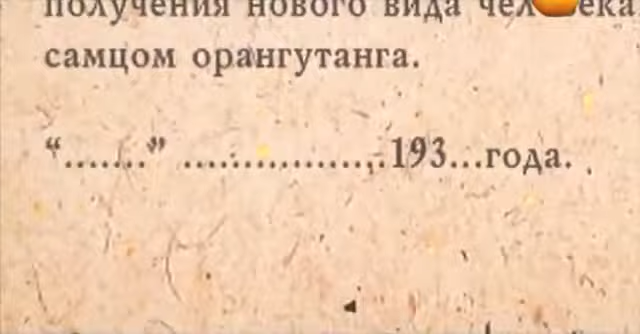 получения нового вида
самцом орангутанга.
“.......” ..................193...года.